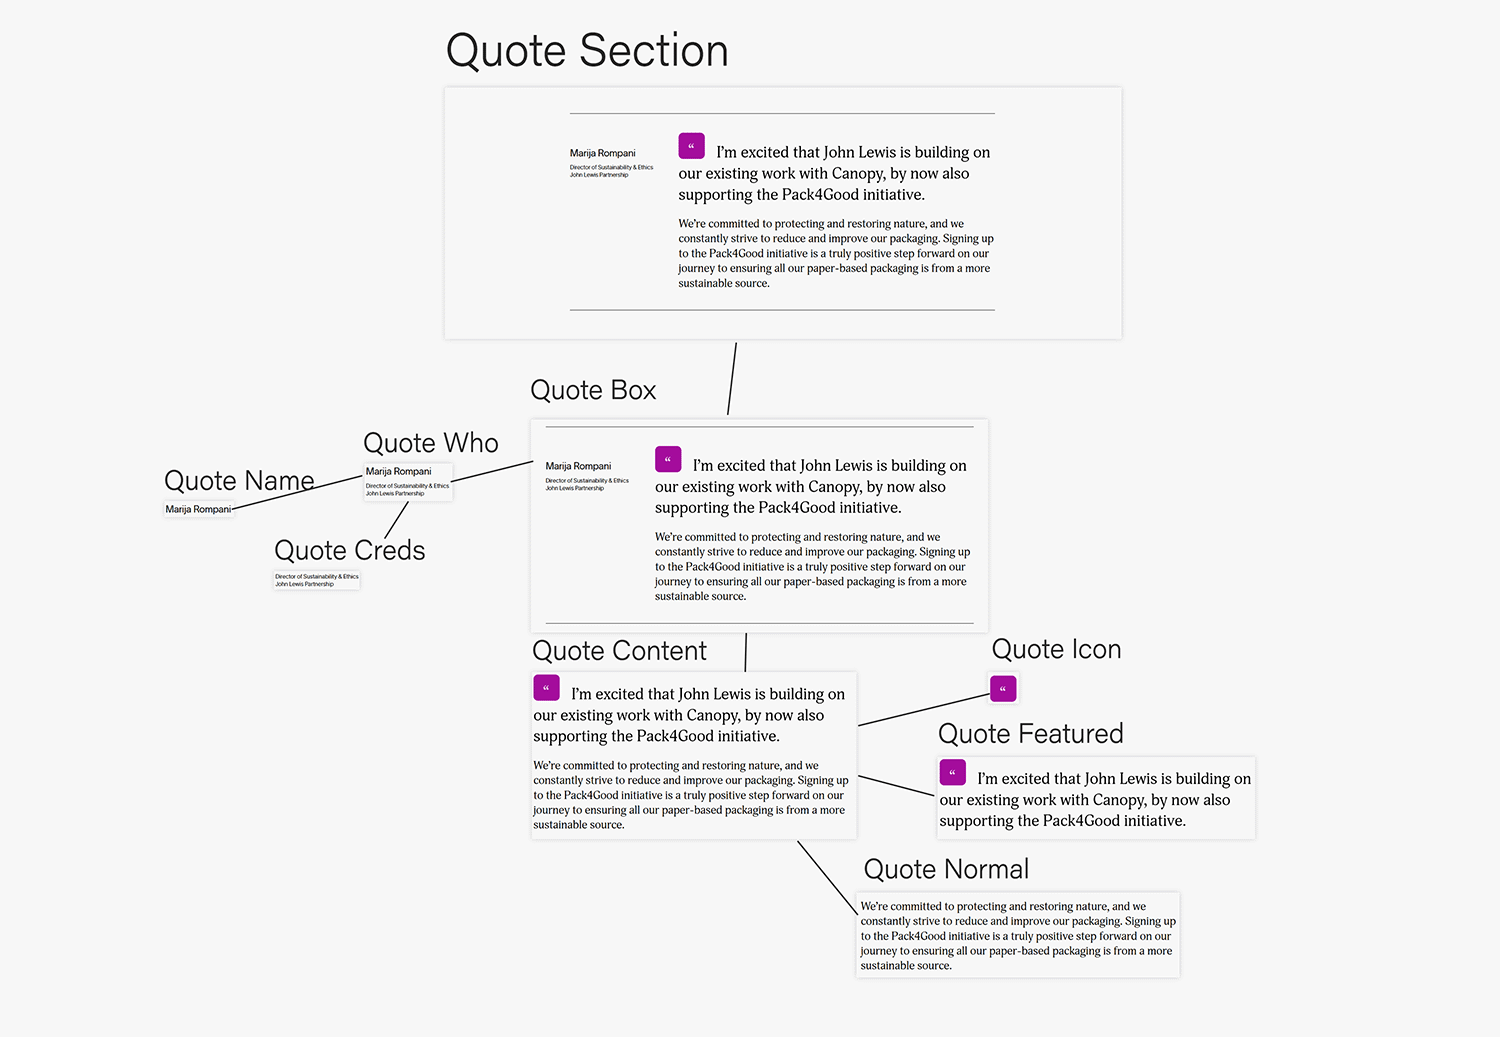 Quote Section
Marija Rompani
Director of Sustainability & Ethics
John Lewis Partnership
“ I’m excited that John Lewis is building on
our existing work with Canopy, by now also
supporting the Pack4Good initiative.
We’re committed to protecting and restoring nature, and we
constantly strive to reduce and improve our packaging. Signing up
to the Pack4Good initiative is a truly positive step forward on our
journey to ensuring all our paper-based packaging is from a more
sustainable source.
Quote Box
Marija Rompani
Director of Sustainability & Ethics
John Lewis Partnership
“ I’m excited that John Lewis is building on
our existing work with Canopy, by now also
supporting the Pack4Good initiative.
We’re committed to protecting and restoring nature, and we
constantly strive to reduce and improve our packaging. Signing up
to the Pack4Good initiative is a truly positive step forward on our
journey to ensuring all our paper-based packaging is from a more
sustainable source.
Quote Who
Marija Rompani
Director of Sustainability & Ethics
John Lewis Partnership
Quote Name
Marija Rompani
Quote Creds
Director of Sustainability & Ethics
John Lewis Partnership
Quote Content
“ I’m excited that John Lewis is building on
our existing work with Canopy, by now also
supporting the Pack4Good initiative.
We’re committed to protecting and restoring nature, and we
constantly strive to reduce and improve our packaging. Signing up
to the Pack4Good initiative is a truly positive step forward on our
journey to ensuring all our paper-based packaging is from a more
sustainable source.
Quote Icon
“
Quote Featured
“ I’m excited that John Lewis is building on
our existing work with Canopy, by now also
supporting the Pack4Good initiative.
Quote Normal
We’re committed to protecting and restoring nature, and we
constantly strive to reduce and improve our packaging. Signing up
to the Pack4Good initiative is a truly positive step forward on our
journey to ensuring all our paper-based packaging is from a more
sustainable source.